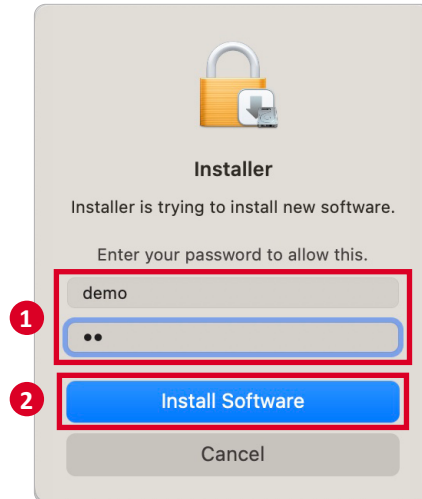 Installer
Installer is trying to install new software.
Enter your password to allow this.
1
demo
••
2
Install Software
Cancel